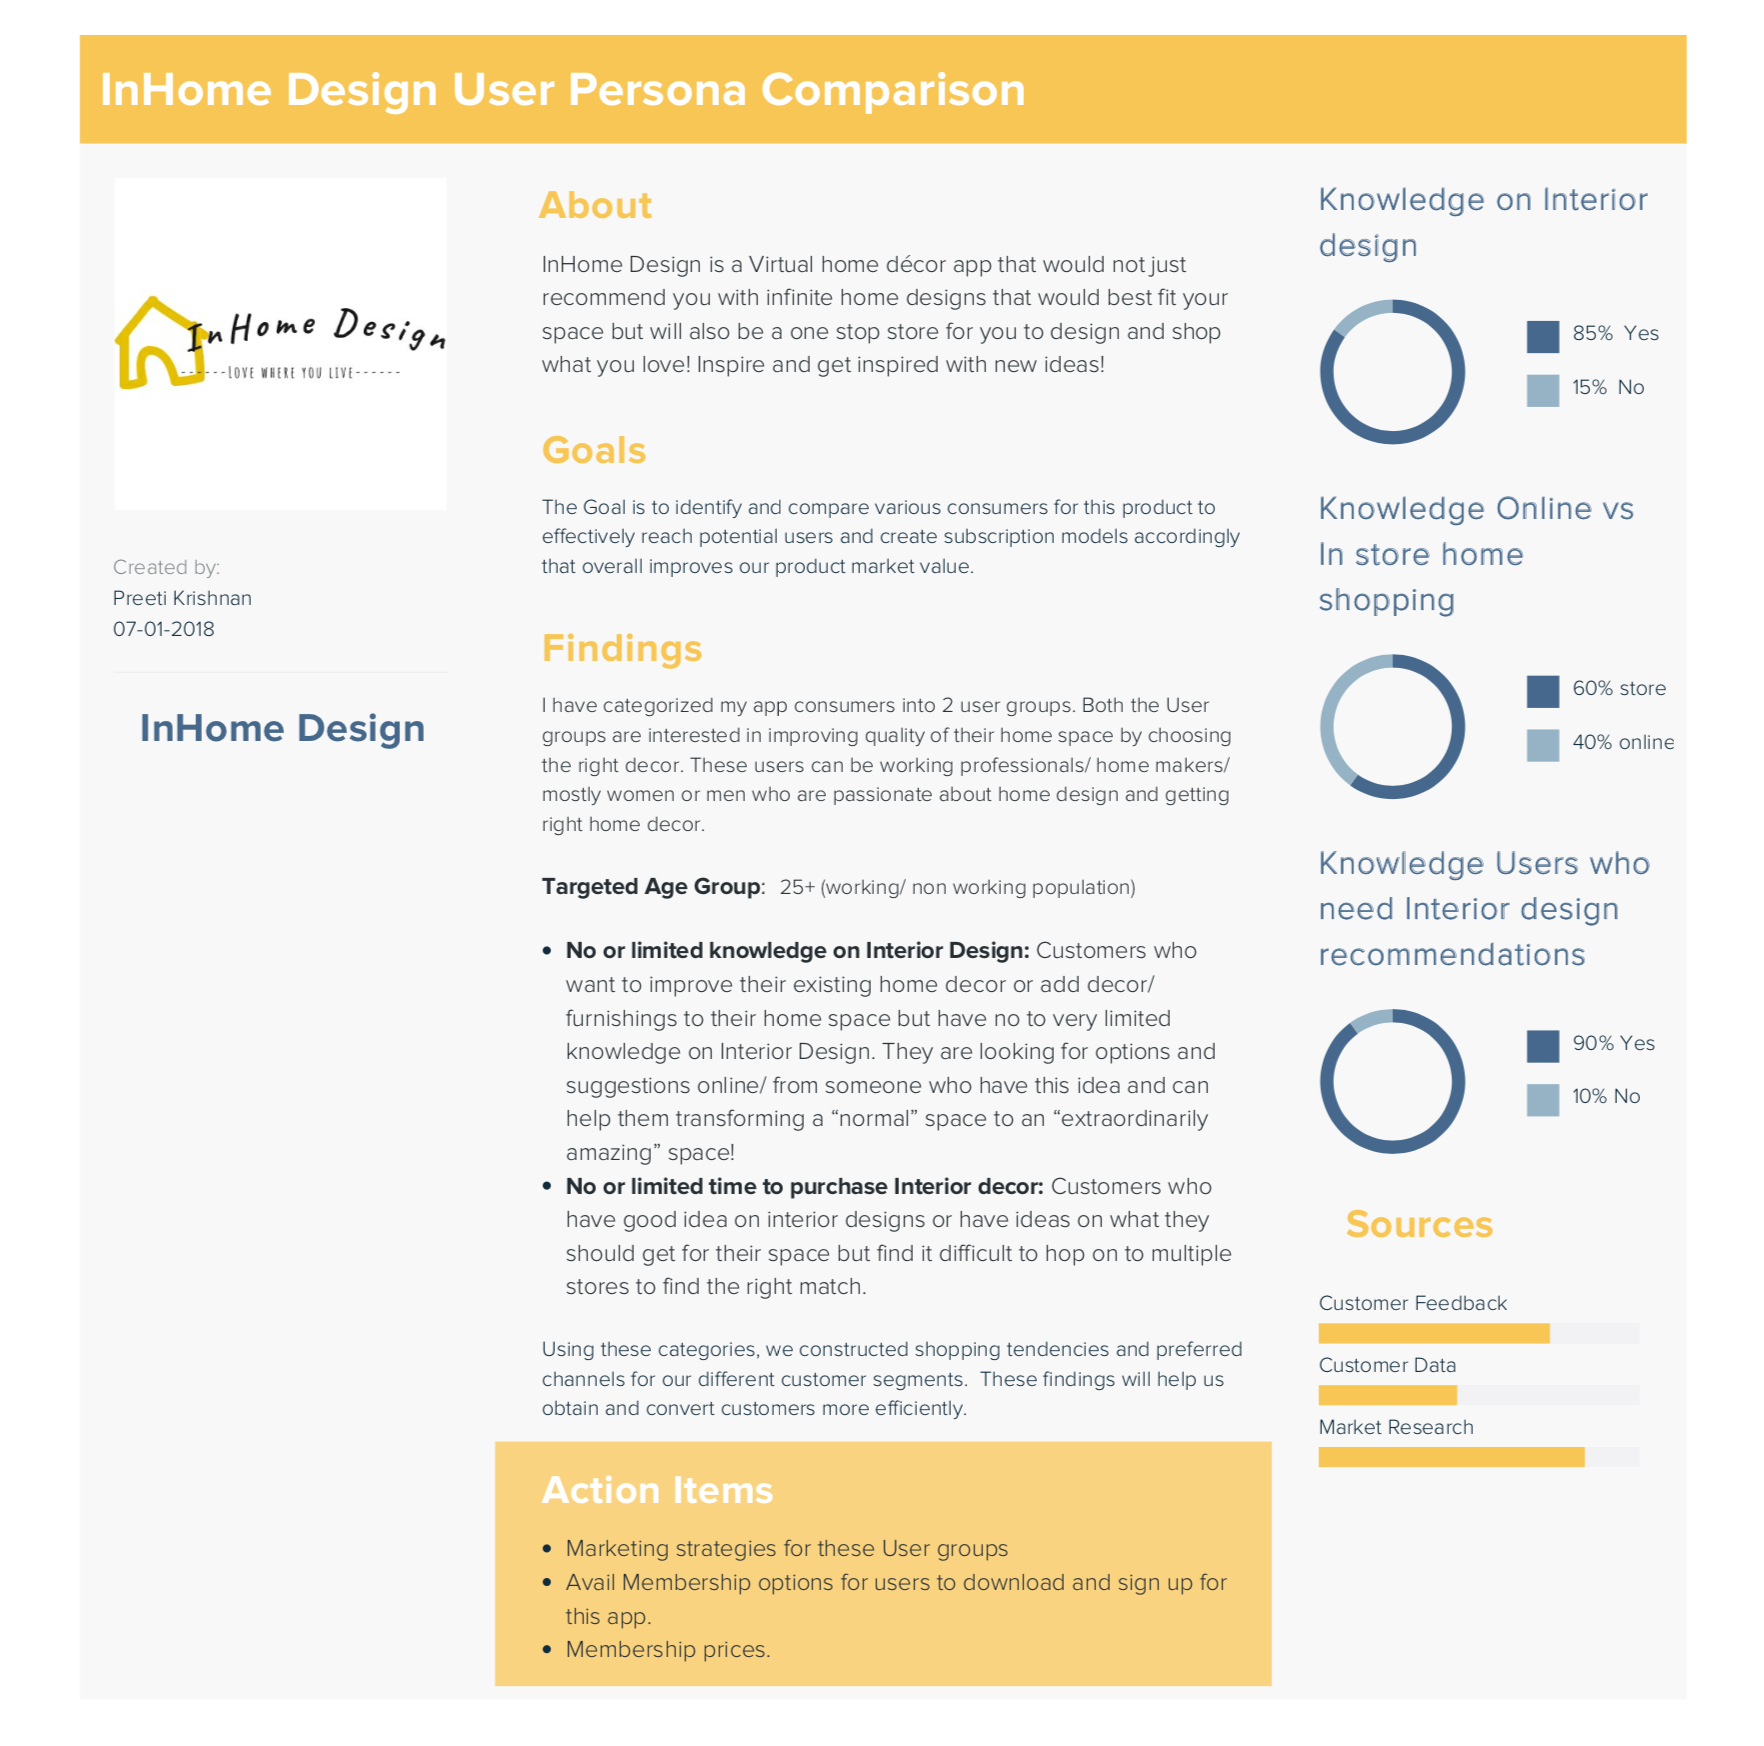 InHome Design User Persona Comparison
InHome Design
------LOVE WHERE YOU LIVE------
Created by:
Preeti Krishnan
07-01-2018
InHome Design
About
InHome Design is a Virtual home décor app that would not just
recommend you with infinite home designs that would best fit your
space but will also be a one stop store for you to design and shop
what you love! Inspire and get inspired with new ideas!
Goals
The Goal is to identify and compare various consumers for this product to
effectively reach potential users and create subscription models accordingly
that overall improves our product market value.
Findings
I have categorized my app consumers into 2 user groups. Both the User
groups are interested in improving quality of their home space by choosing
the right decor. These users can be working professionals/ home makers/
mostly women or men who are passionate about home design and getting
right home decor.
Targeted Age Group: 25+ (working/ non working population)
• No or limited knowledge on Interior Design: Customers who
want to improve their existing home decor or add decor/
furnishings to their home space but have no to very limited
knowledge on Interior Design. They are looking for options and
suggestions online/ from someone who have this idea and can
help them transforming a “normal” space to an “extraordinarily
amazing” space!
• No or limited time to purchase Interior decor: Customers who
have good idea on interior designs or have ideas on what they
should get for their space but find it difficult to hop on to multiple
stores to find the right match.
Using these categories, we constructed shopping tendencies and preferred
channels for our different customer segments. These findings will help us
obtain and convert customers more efficiently.
Action Items
• Marketing strategies for these User groups
• Avail Membership options for users to download and sign up for
this app.
• Membership prices.
Knowledge on Interior
design
85% Yes
15% No
Knowledge Online vs
In store home
shopping
60% store
40% online
Knowledge Users who
need Interior design
recommendations
90% Yes
10% No
Sources
Customer Feedback
Customer Data
Market Research